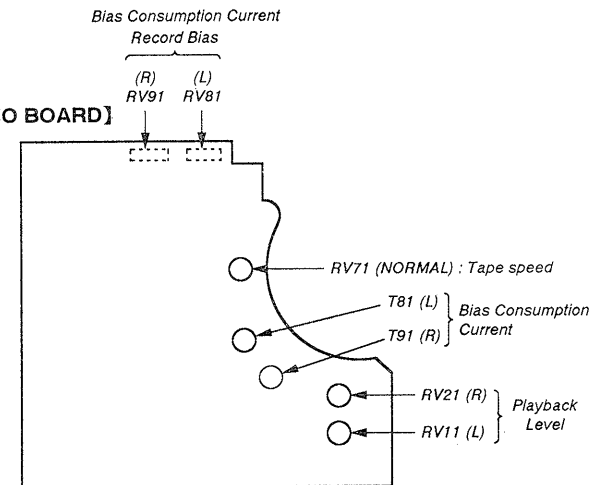 Bias Consumption Current
Record Bias
(R) (L)
RV91 RV81
O BOARD】
RV71 (NORMAL) : Tape speed
T81 (L)
T91 (R)
Bias Consumption
Current
RV21 (R)
RV11 (L)
Playback
Level